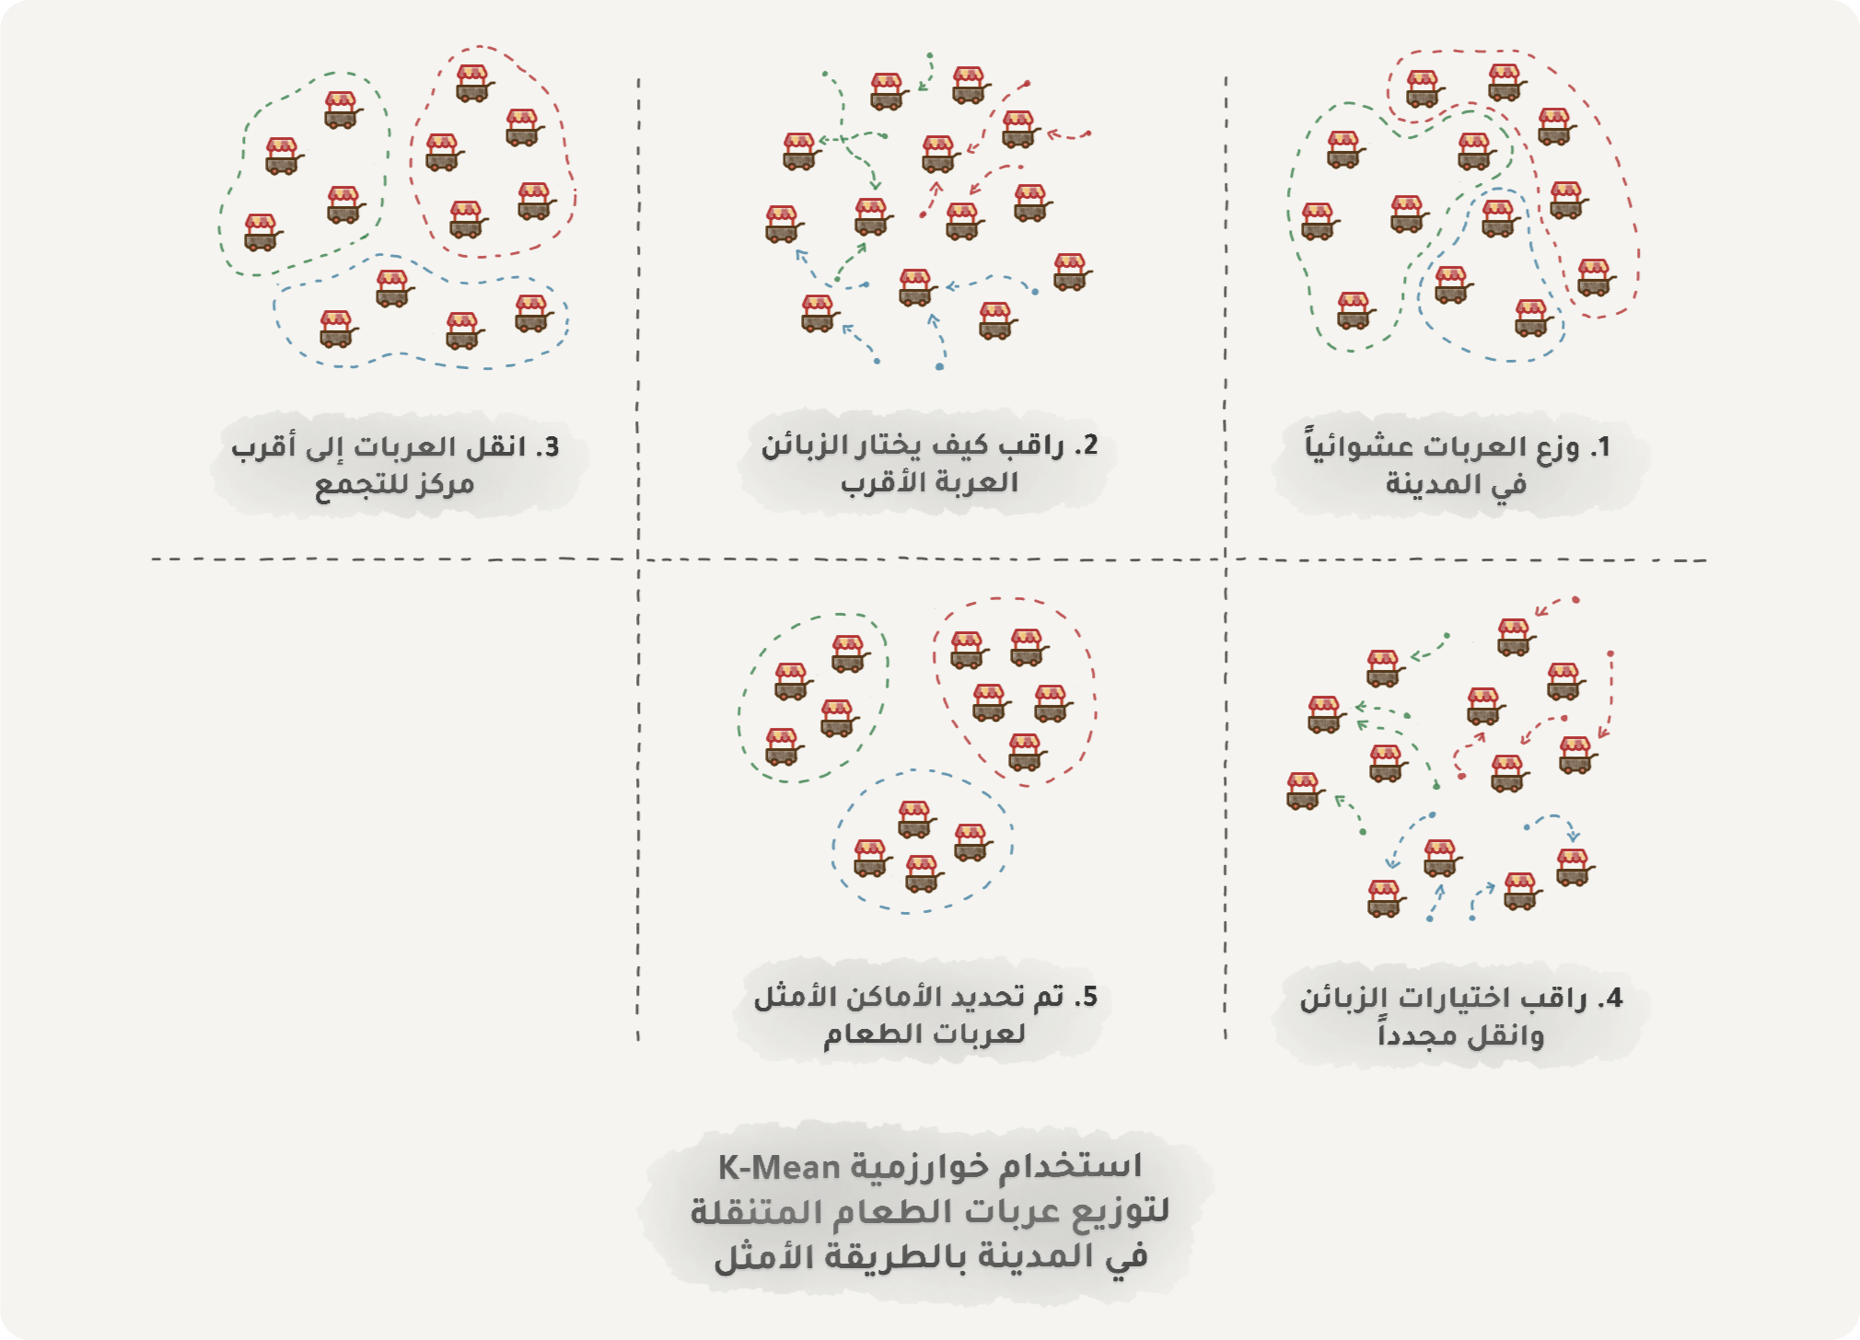 1. وزع العربات عشوائياً
في المدينة
2. راقب كيف يختار الزبائن
العربة الأقرب
3. انقل العربات إلى أقرب
مركز للتجمع
4. راقب اختيارات الزبائن
وانقل مجدداً
5. تم تحديد الأماكن الأمثل
لعربات الطعام
استخدام خوارزمية K-Mean
لتوزيع عربات الطعام المتنقلة
في المدينة بالطريقة الأمثل